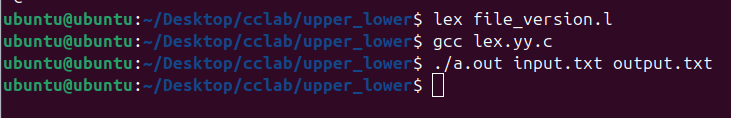 ubuntu@ubuntu:~/Desktop/cclab/upper_lower$ lex file_version.l
ubuntu@ubuntu:~/Desktop/cclab/upper_lower$ gcc lex.yy.c
ubuntu@ubuntu:~/Desktop/cclab/upper_lower$ ./a.out input.txt output.txt
ubuntu@ubuntu:~/Desktop/cclab/upper_lower$